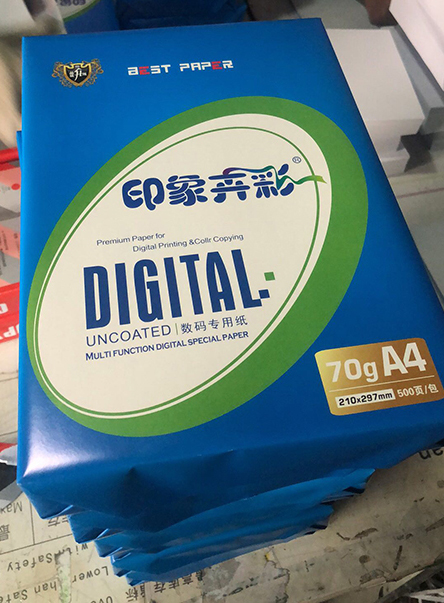 BEST PAPER
印象卉彩®
Premium Paper for
Digital Printing &Collr Copying
DIGITAL
UNCOATED | 数码专用纸
MULTI FUNCTION DIGITAL SPECIAL PAPER
70g A4
210x297mm 500页/包